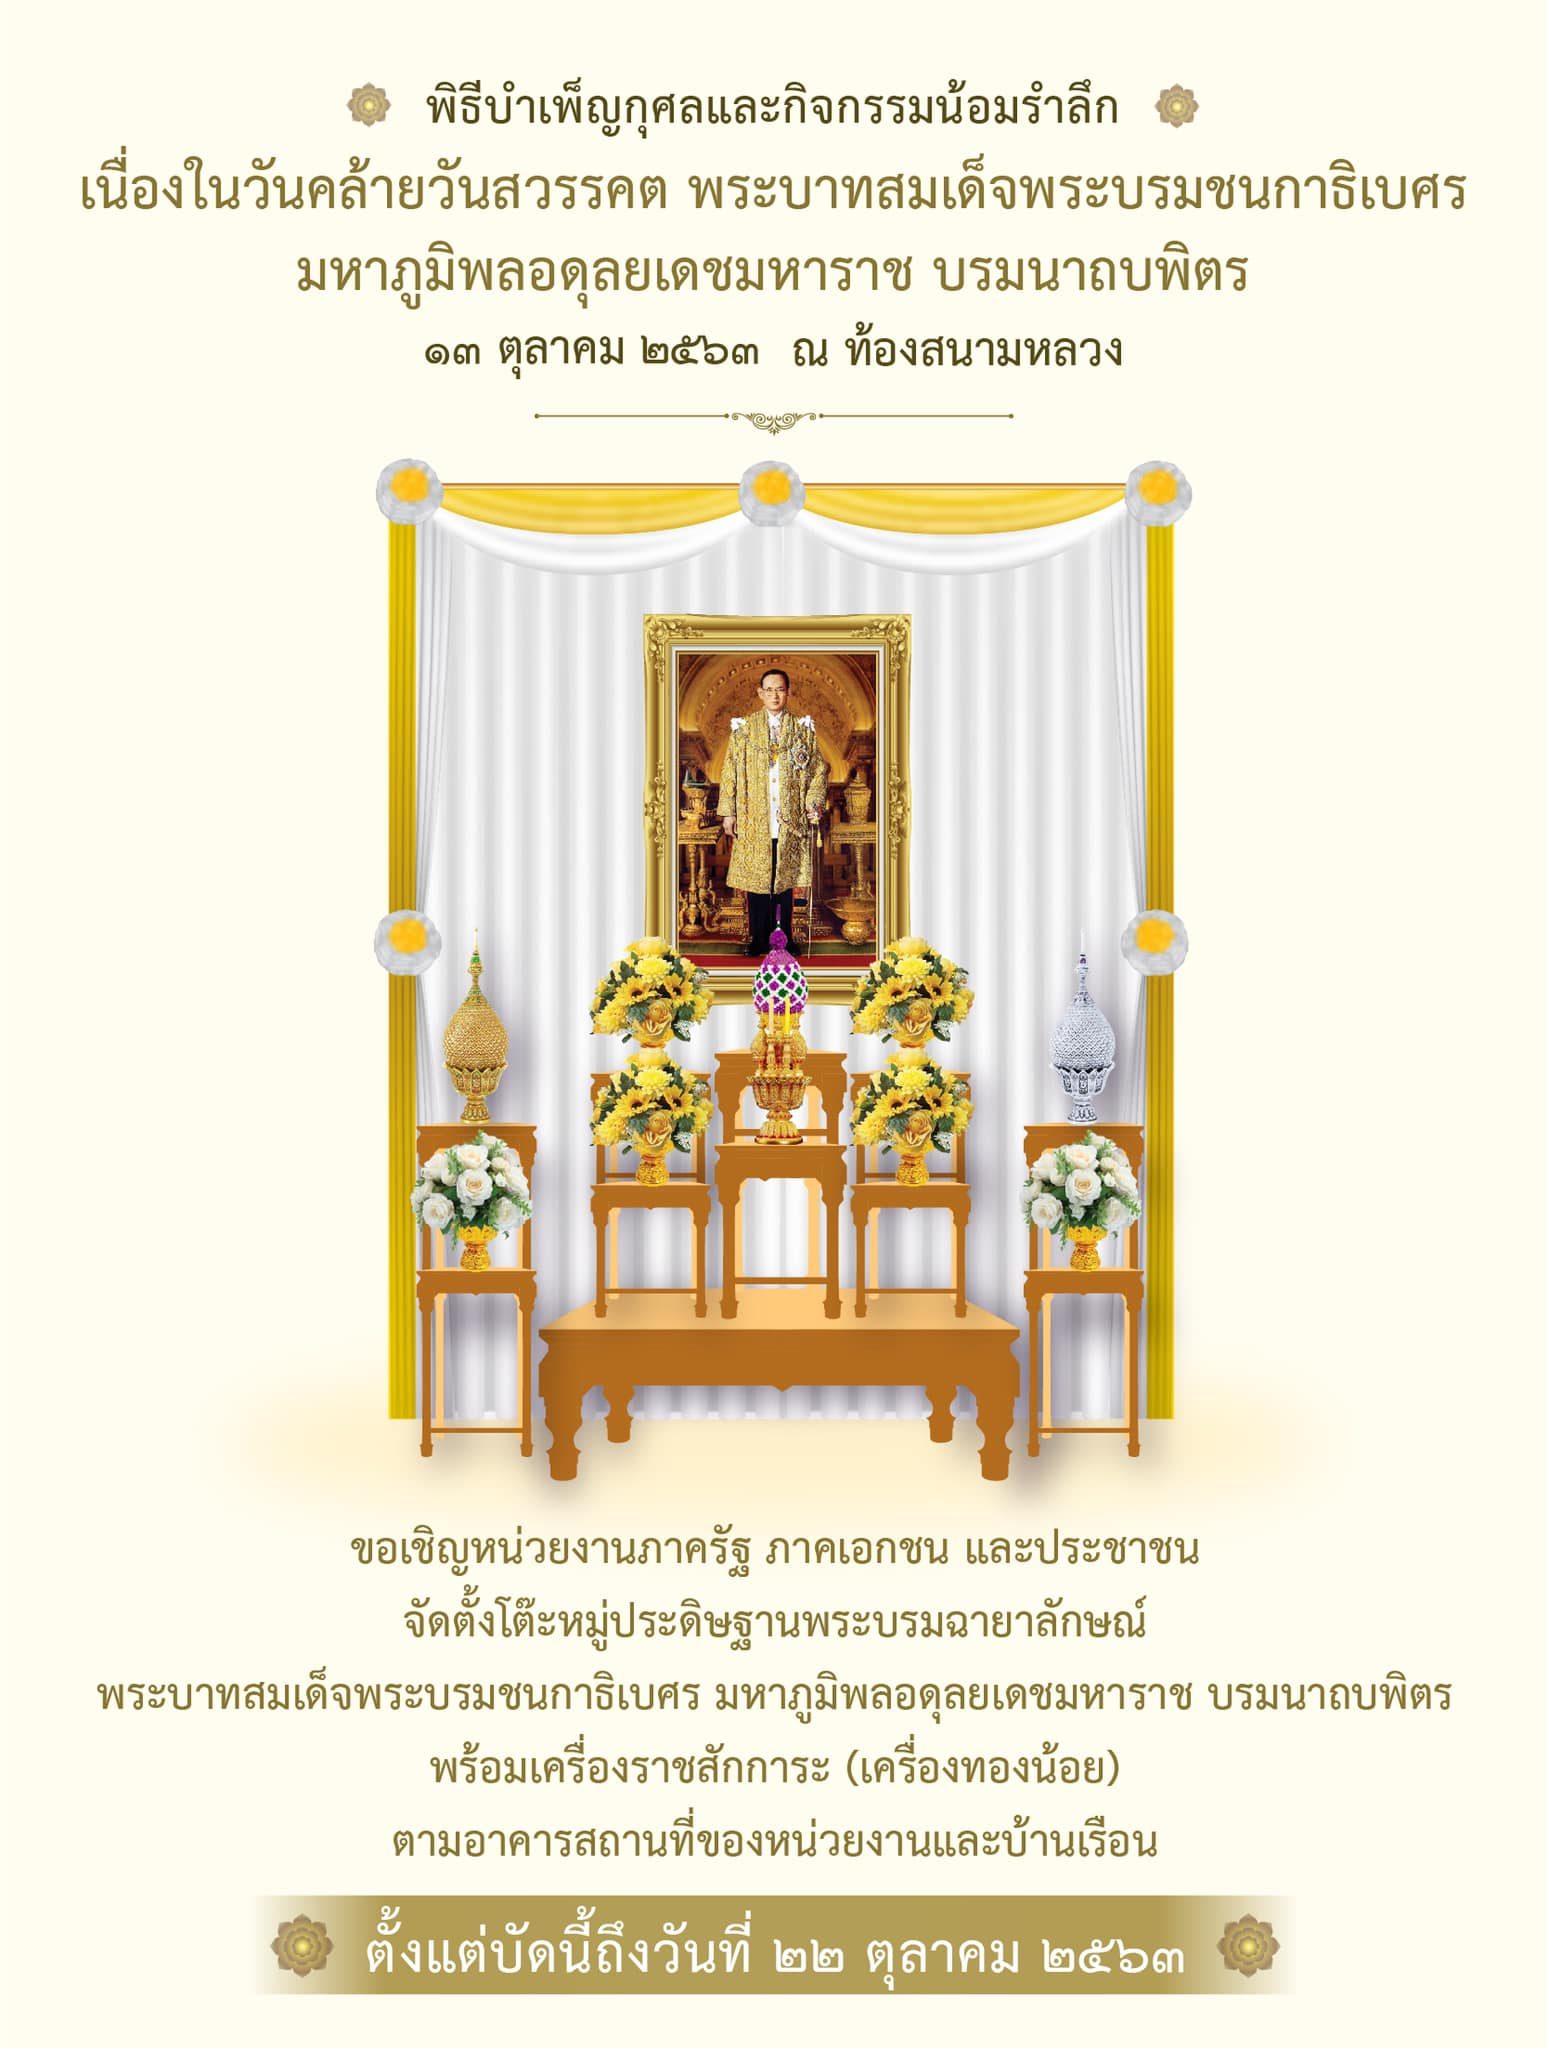 พิธีบำเพ็ญกุศลและกิจกรรมน้อมรำลึก
เนื่องในวันคล้ายวันสวรรคต พระบาทสมเด็จพระบรมชนกาธิเบศร
มหาภูมิพลอดุลยเดชมหาราช บรมนาถบพิตร
๑๓ ตุลาคม ๒๕๖๓ ณ ท้องสนามหลวง
ขอเชิญหน่วยงานภาครัฐ ภาคเอกชน และประชาชน
จัดตั้งโต๊ะหมู่ประดิษฐานพระบรมฉายาลักษณ์
พระบาทสมเด็จพระบรมชนกาธิเบศร มหาภูมิพลอดุลยเดชมหาราช บรมนาถบพิตร
พร้อมเครื่องราชสักการะ (เครื่องทองน้อย)
ตามอาคารสถานที่ของหน่วยงานและบ้านเรือน
ตั้งแต่บัดนี้ถึงวันที่ ๒๒ ตุลาคม ๒๕๖๓